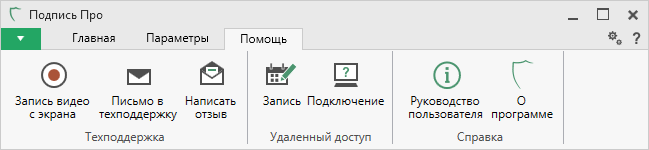 Подпись Про
Главная Параметры Помощь
?
Запись видео
с экрана
Письмо в
техподдержку
Написать
отзыв
Техподдержка
Запись
?
Подключение
Удаленный доступ
i
Руководство
пользователя
О
программе
Справка